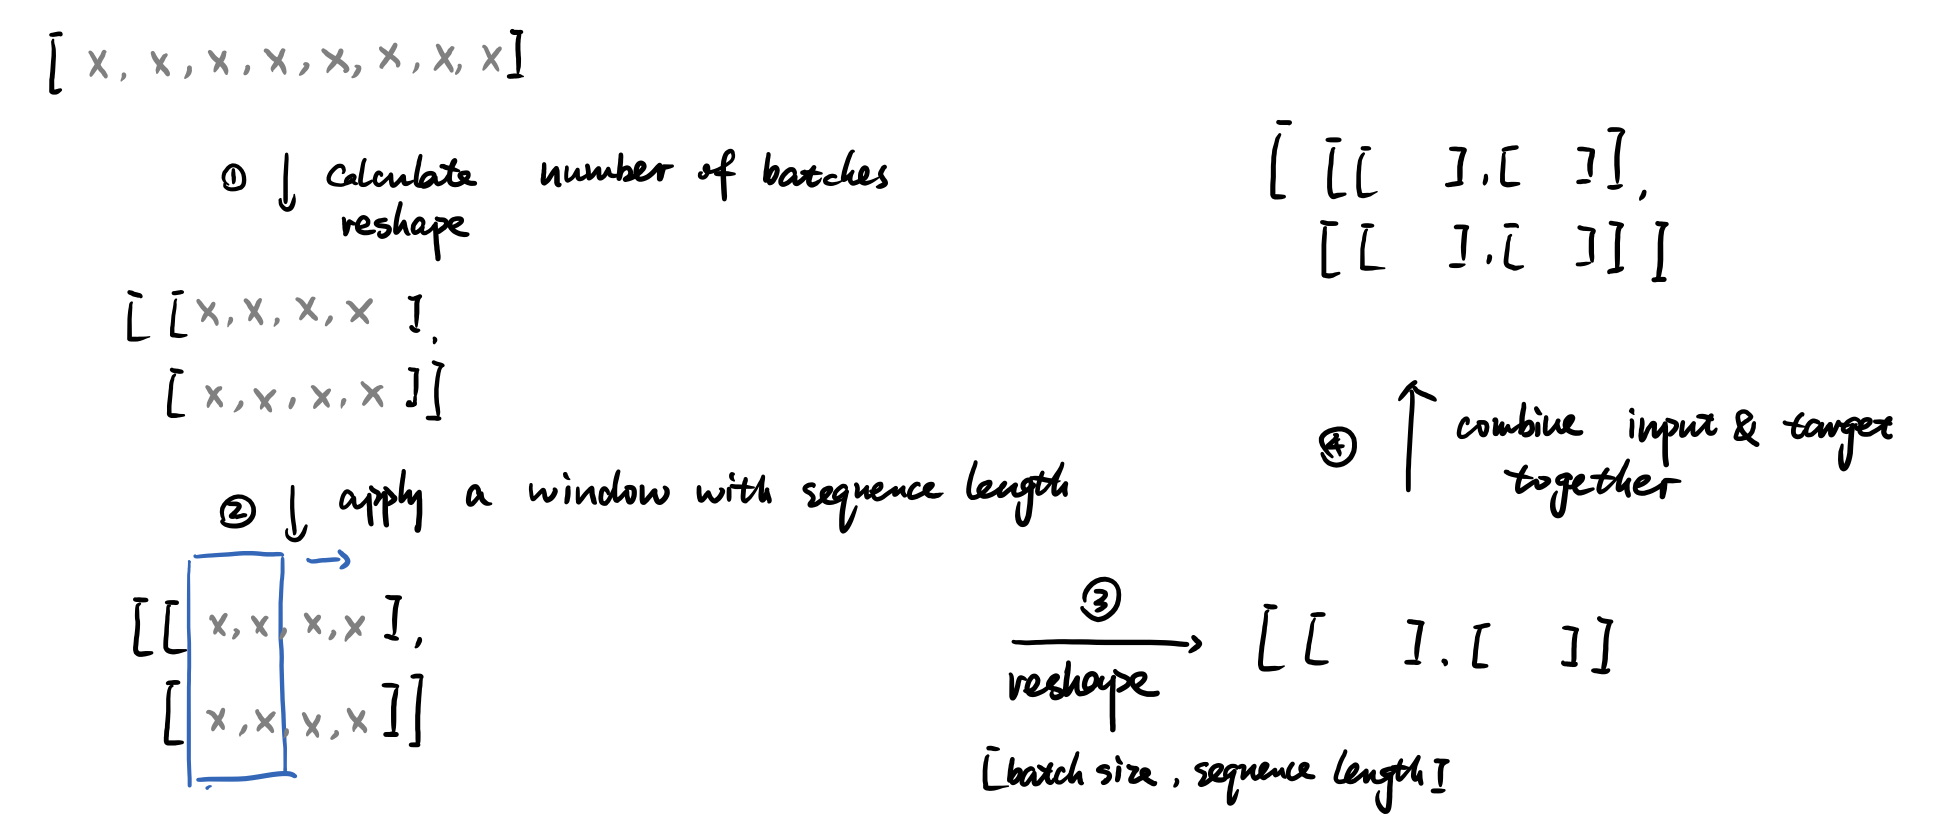 [ x, x, x, x, x, x, x, x ]
① ↓ calculate number of batches
reshape
[ [ x, x, x, x ],
[ x, x, x, x ] ]
② ↓ apply a window with sequence length
→
[ [ x, x, x, x ],
[ x, x, x, x ] ]
③
→
reshape
[batch size, sequence length]
[ [ ], [ ] ]
④ ↑ combine input & target
together
[ [ [ ], [ ] ],
[ [ ], [ ] ] ]